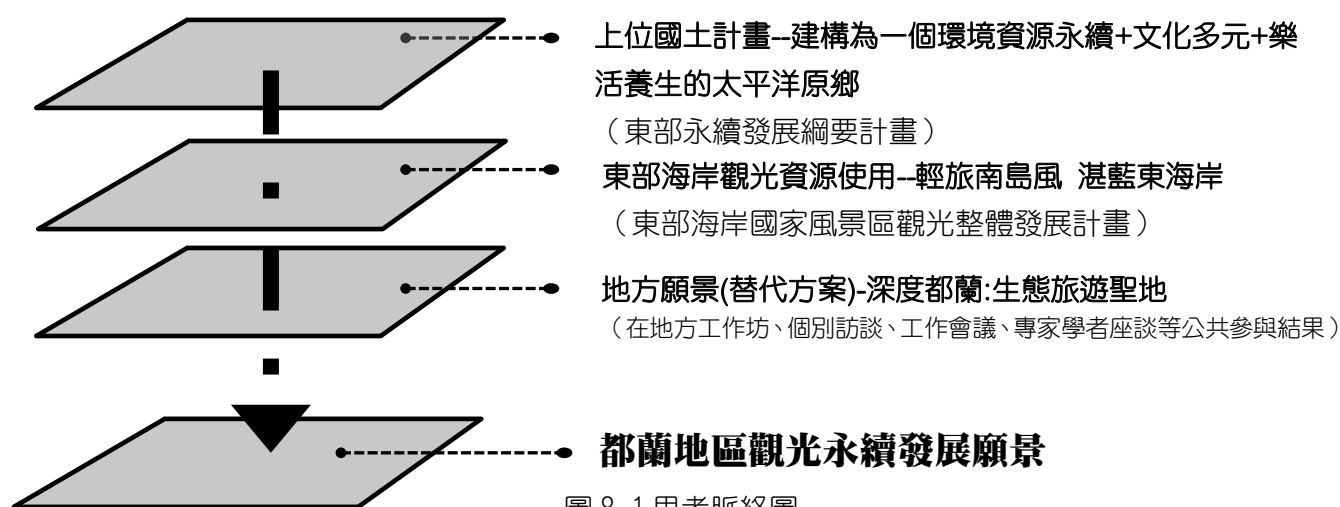 上位國土計畫--建構為一個環境資源永續+文化多元+樂
活養生的太平洋原鄉
（東部永續發展綱要計畫）
東部海岸觀光資源使用--輕旅南島風 湛藍東海岸
（東部海岸國家風景區觀光整體發展計畫）
地方願景(替代方案)-深度都蘭:生態旅遊聖地
（在地方工作坊、個別訪談、工作會議、專家學者座談等公共參與結果）
都蘭地區觀光永續發展願景